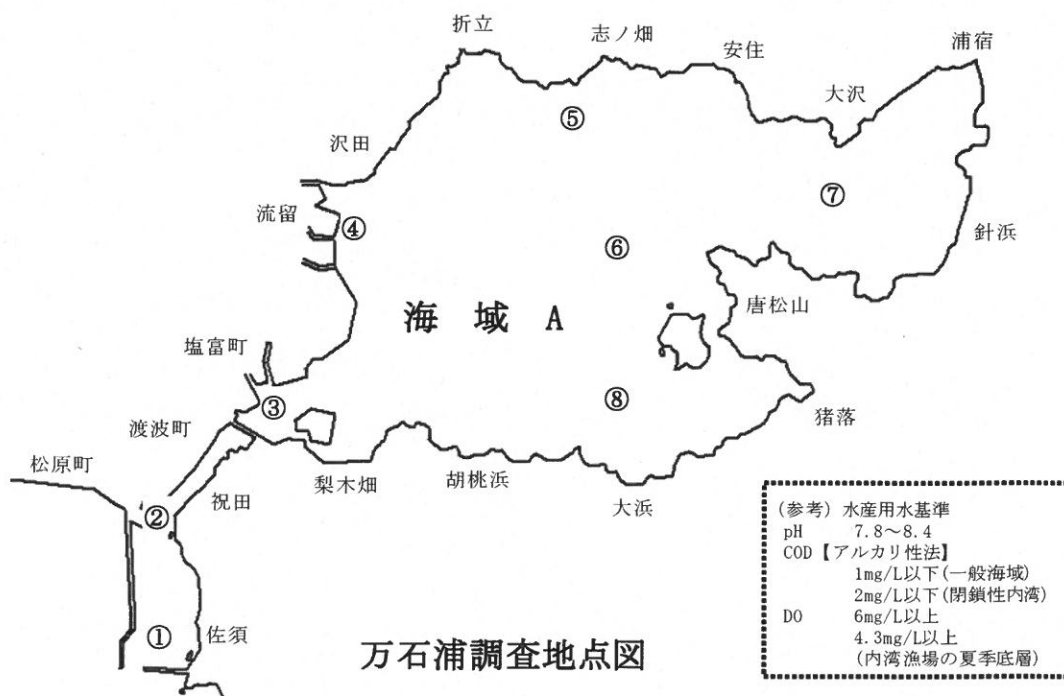 折立
志ノ畑
安住
浦宿
大沢
⑤
沢田
⑦
流留
④
針浜
⑥
唐松山
海域A
塩富町
③
⑧
猪落
渡波町
松原町
梨木畑
胡桃浜
祝田
大浜
②
①
佐須
万石浦調査地点図
(参考) 水産用水基準
pH 7.8～8.4
COD【アルカリ性法】
1mg/L以下(一般海域)
2mg/L以下(閉鎖性内湾)
DO 6mg/L以上
4.3mg/L以上
(内湾漁場の夏季底層)